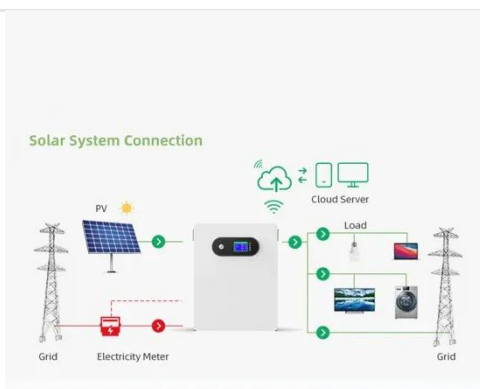 Solar System Connection
PV
Cloud Server
Load
Grid
Electricity Meter
Grid